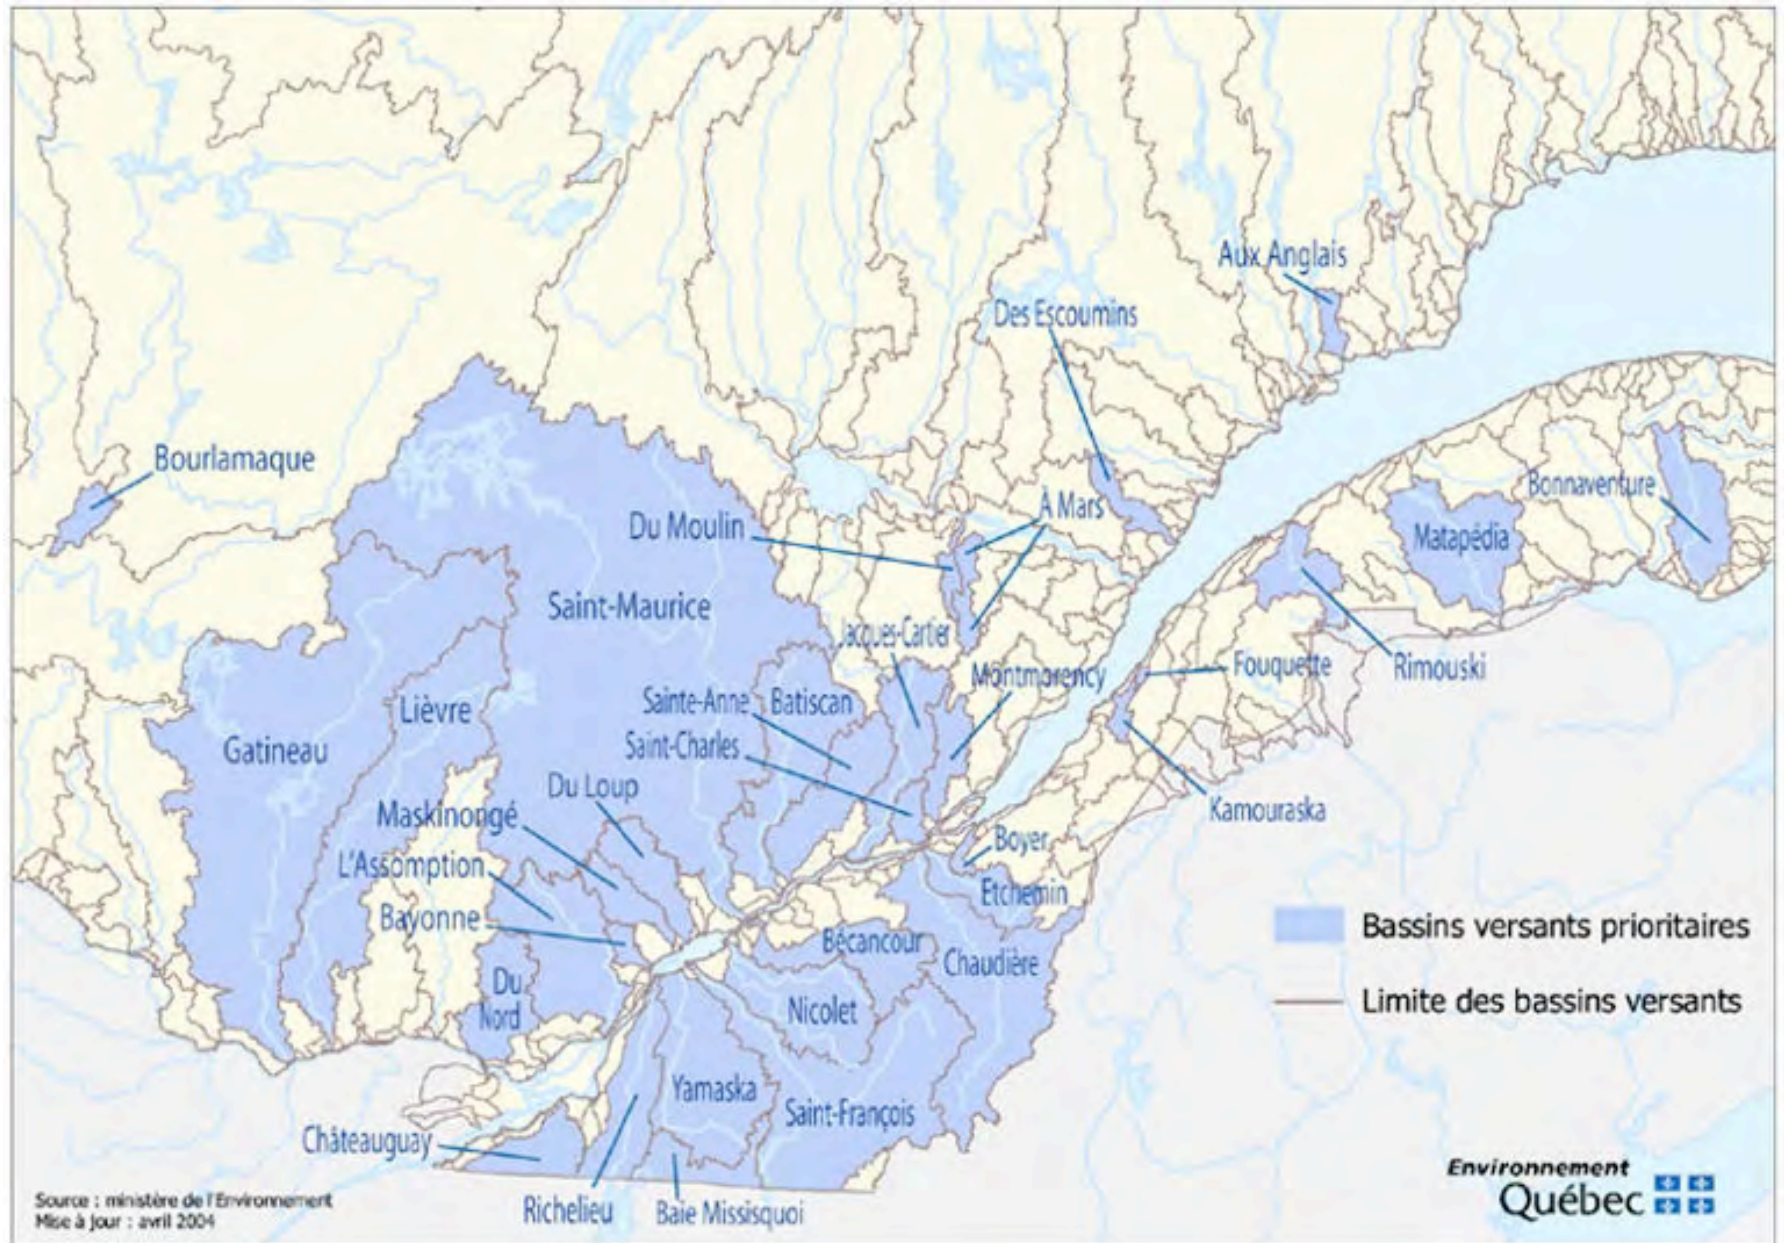 Aux Anglais
Des Escoumins
Bourlamaque
Bonnaventure
À Mars
Du Moulin
Matapédia
Saint-Maurice
Jacques-Cartier
Fouquette
Rimouski
Montmorency
Lièvre
Sainte-Anne
Batiscan
Gatineau
Saint-Charles
Du Loup
Kamouraska
Maskinongé
Boyer
L'Assomption
Etchemin
Bayonne
Bécancour
Chaudière
Du
Nord
Nicolet
Yamaska
Saint-François
Châteauguay
Richelieu
Baie Missisquoi
Bassins versants prioritaires
Limite des bassins versants
Source : ministère de l'Environnement
Mise à jour : avril 2004
Environnement
Québec